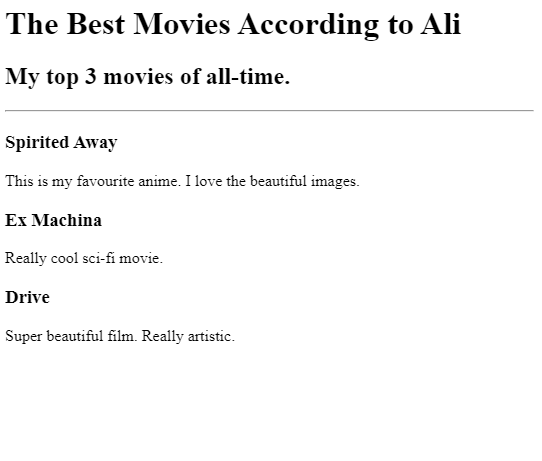 The Best Movies According to Ali
My top 3 movies of all-time.
Spirited Away
This is my favourite anime. I love the beautiful images.
Ex Machina
Really cool sci-fi movie.
Drive
Super beautiful film. Really artistic.